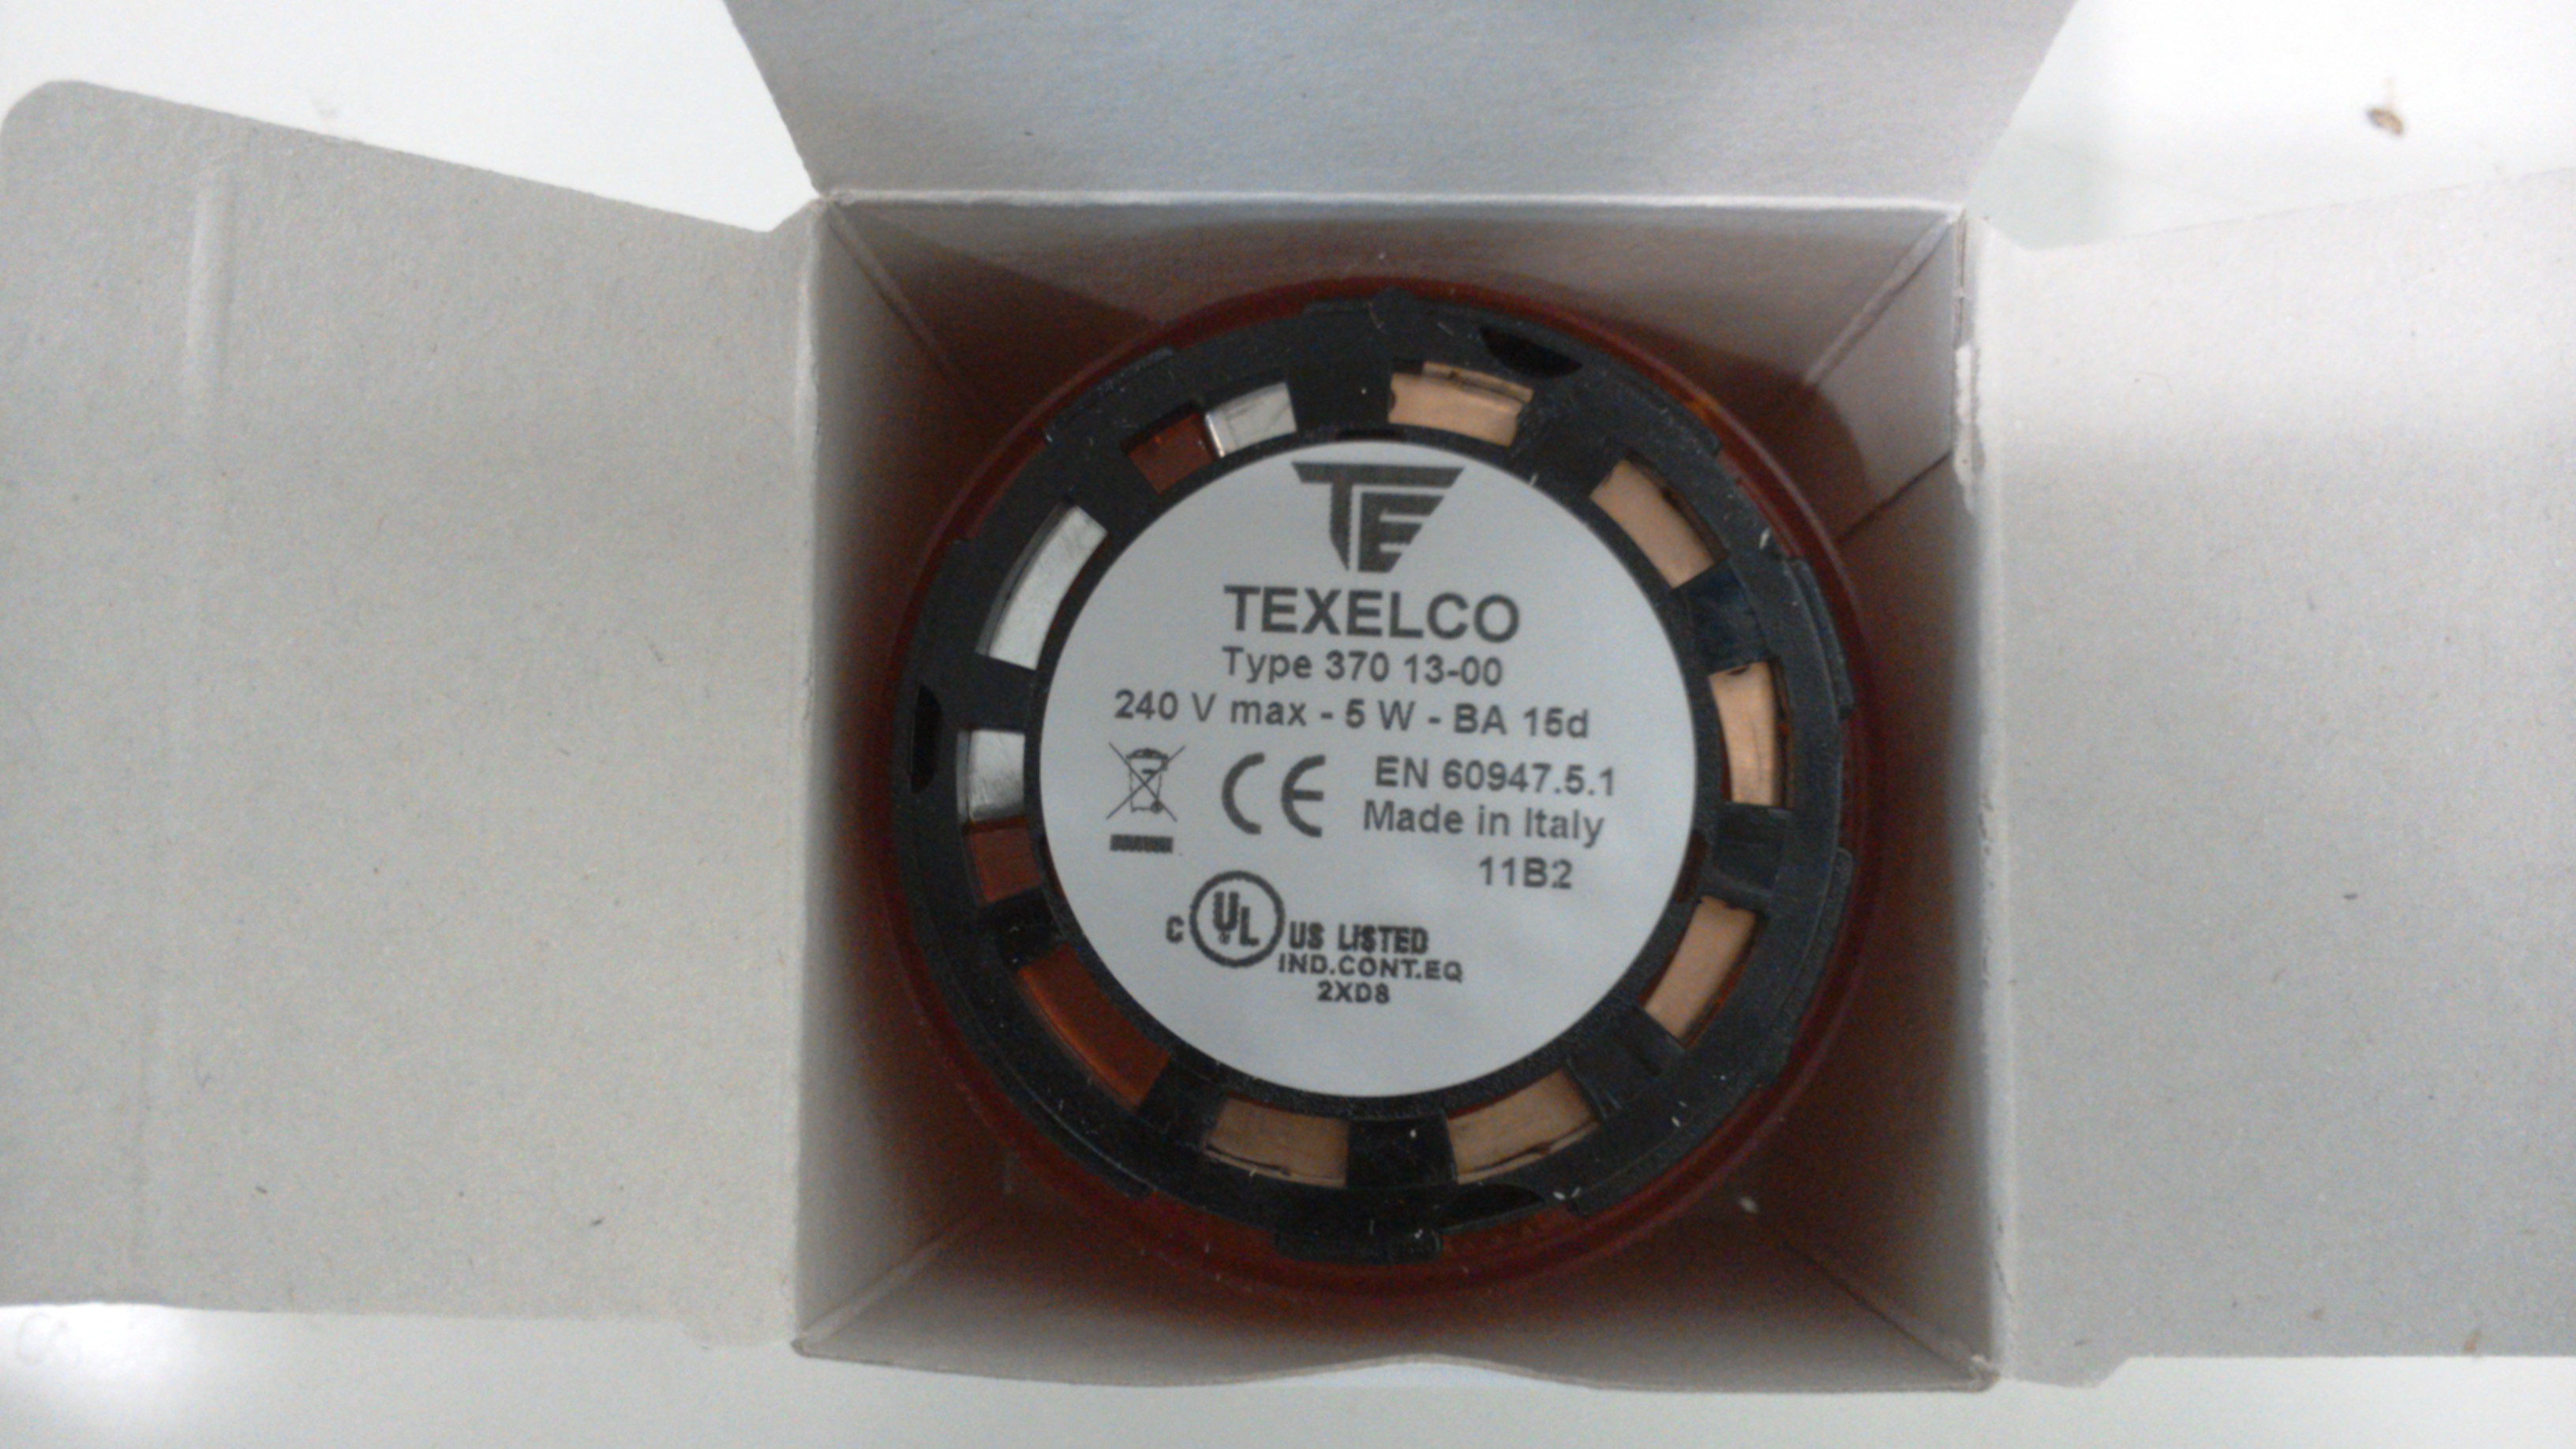 TE
TEXELCO
Type 370 13-00
240 V max - 5 W - BA 15d
CE
EN 60947.5.1
Made in Italy
11B2
C UL US LISTED
IND.CONT.EQ
2XD8